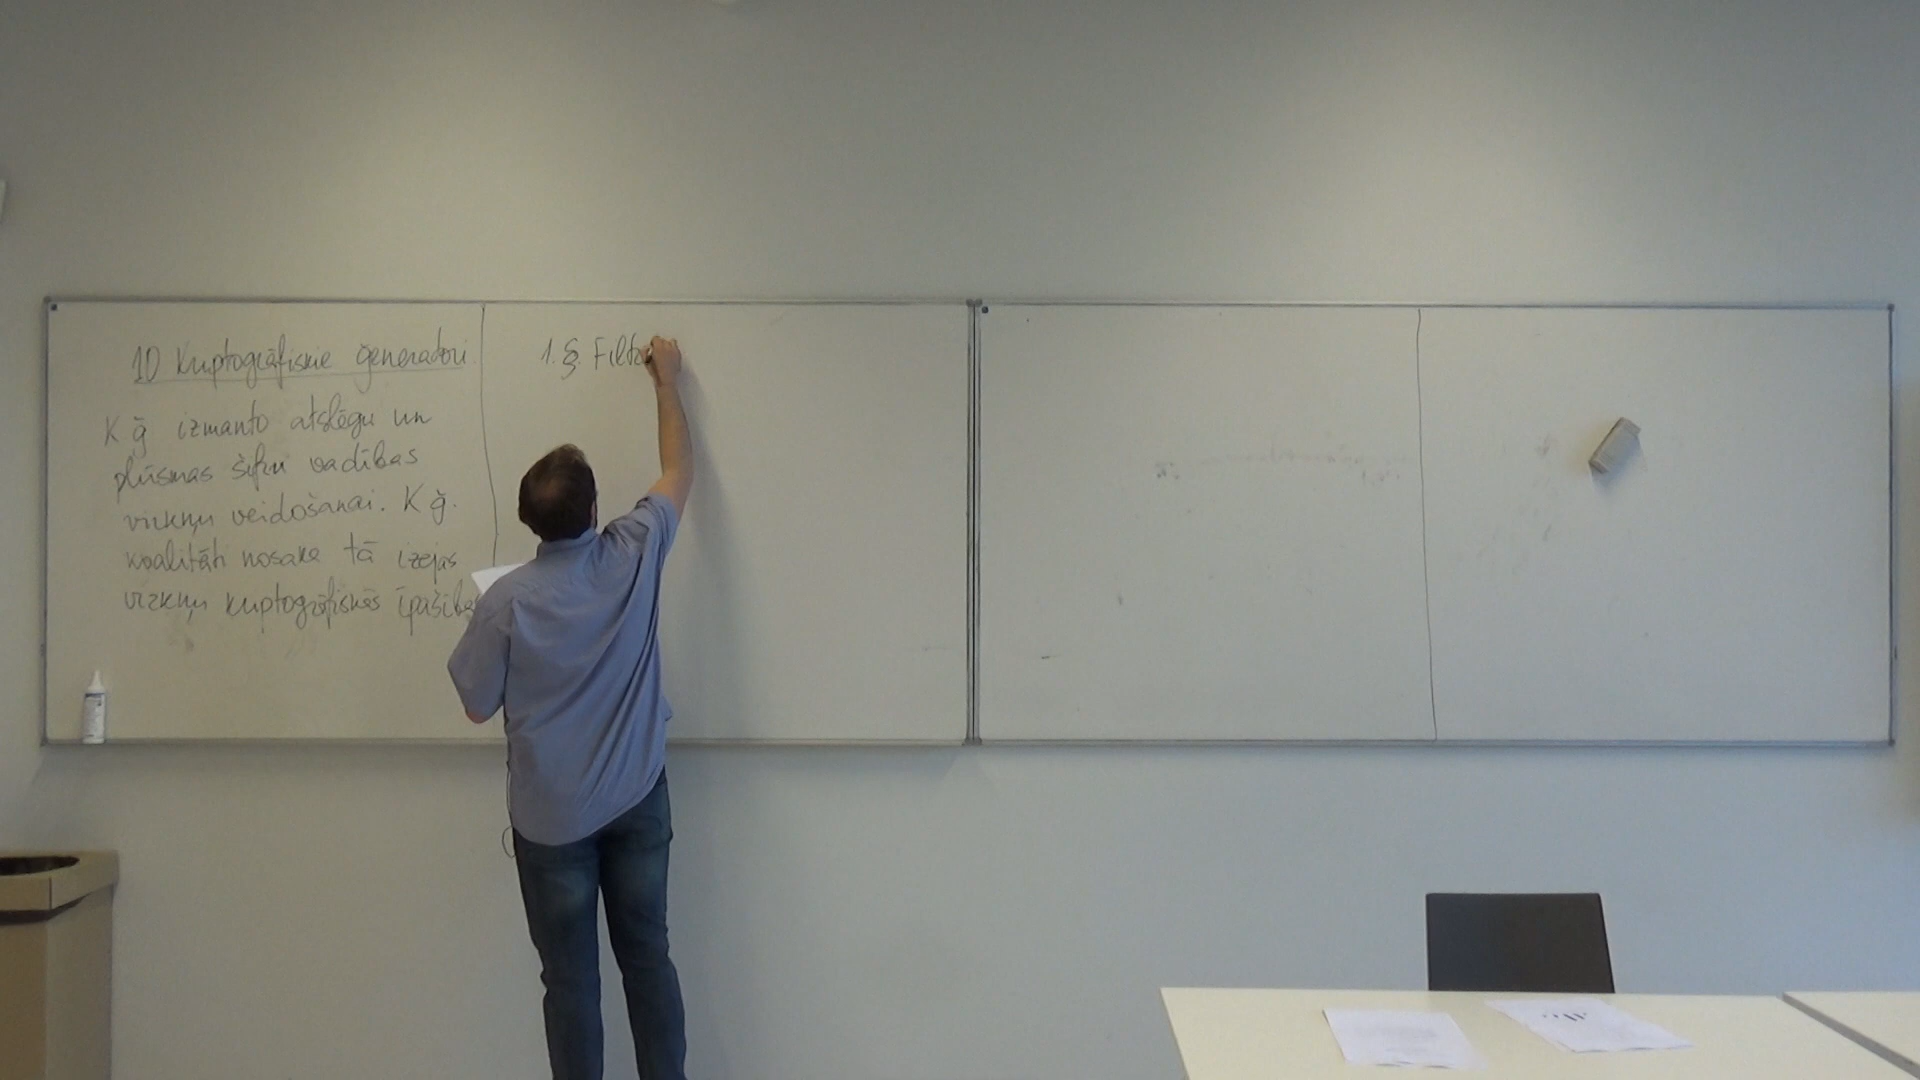 10 Kriptogrāfiskie ģeneratori.
K ģ izmanto atslēgu un
plūsmas šifru vadības
virkņu veidošanai. K ģ.
kvalitāti nosaka tā izejas
virkņu kriptogrāfiskās īpašības
1. §. Filt